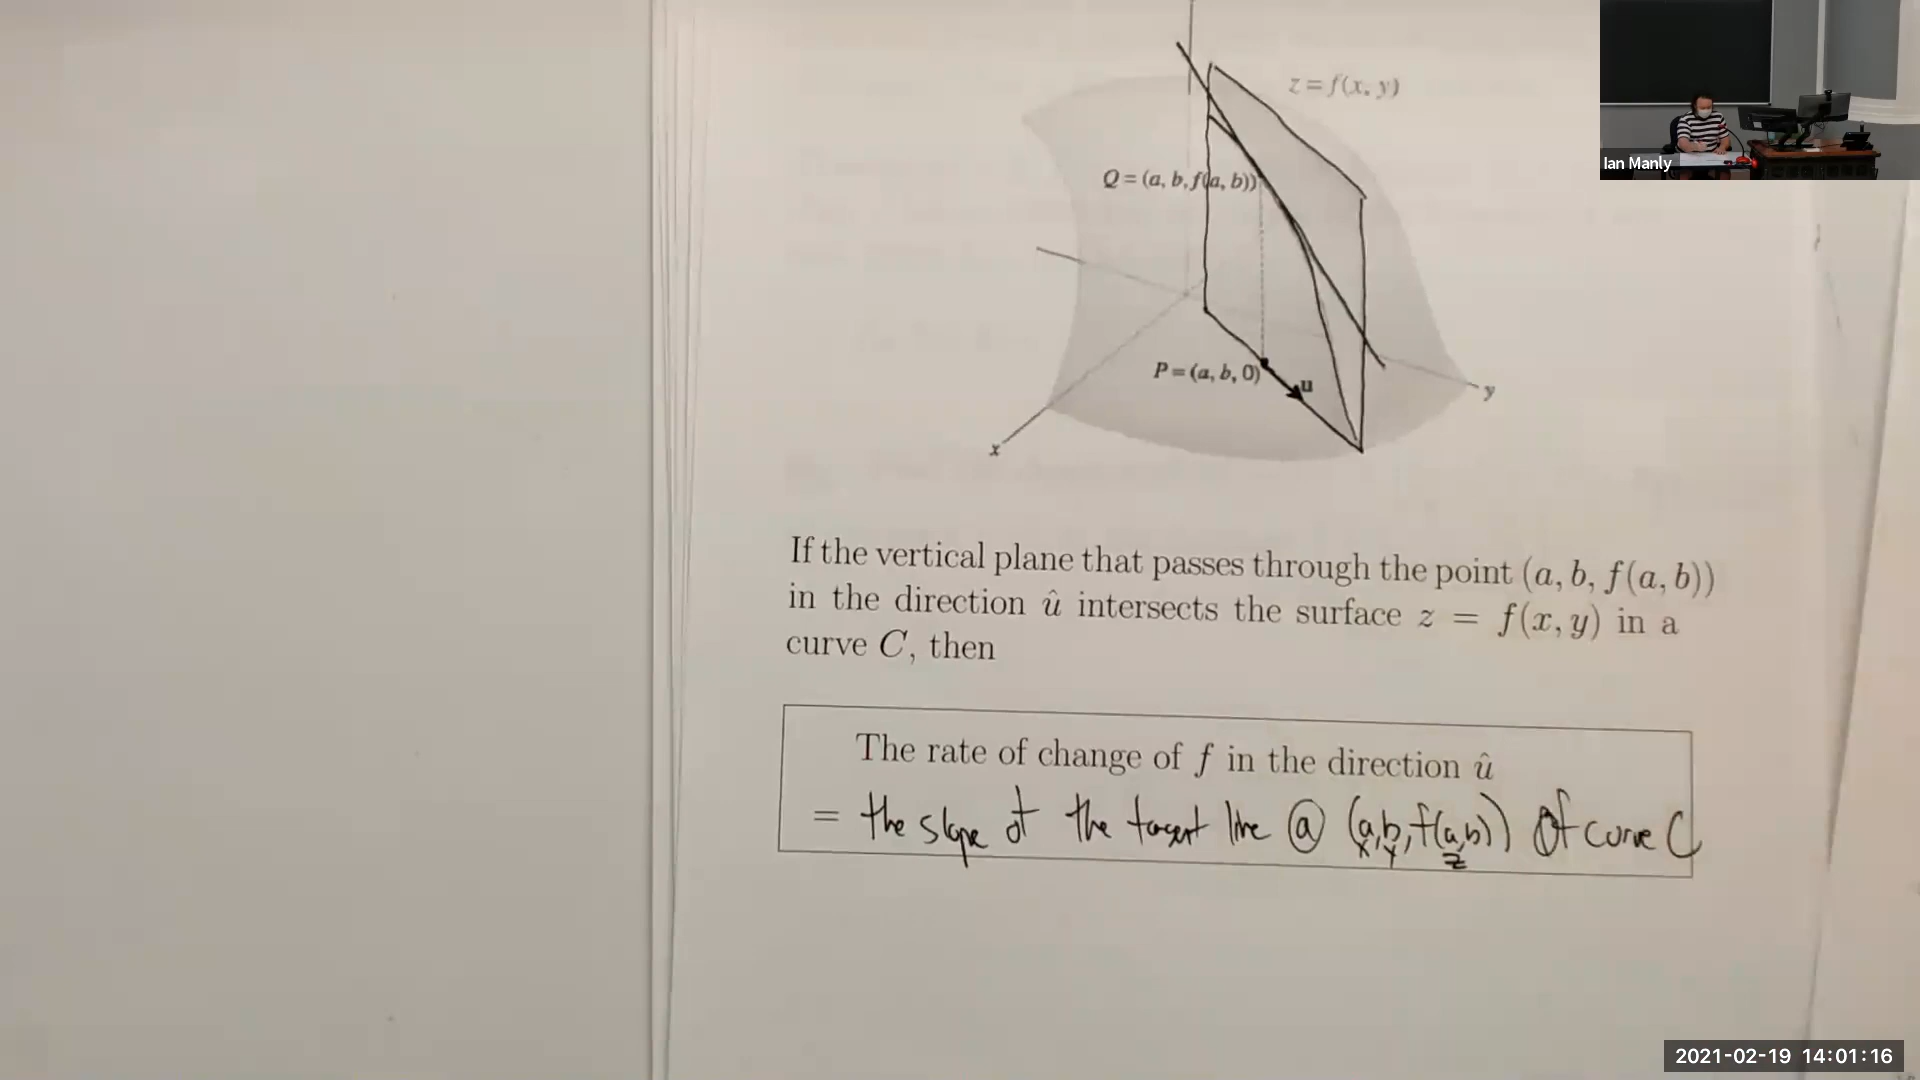 z = f(x, y)
Ian Manly
Q = (a, b, f(a, b))
P = (a, b, 0)
u
y
x
If the vertical plane that passes through the point (a, b, f(a, b))
in the direction û intersects the surface z = f(x, y) in a
curve C, then
The rate of change of f in the direction û
= the slope of the tangent line @ (a,b,f(a,b)) of curve C
x y z
2021-02-19 14:01:16